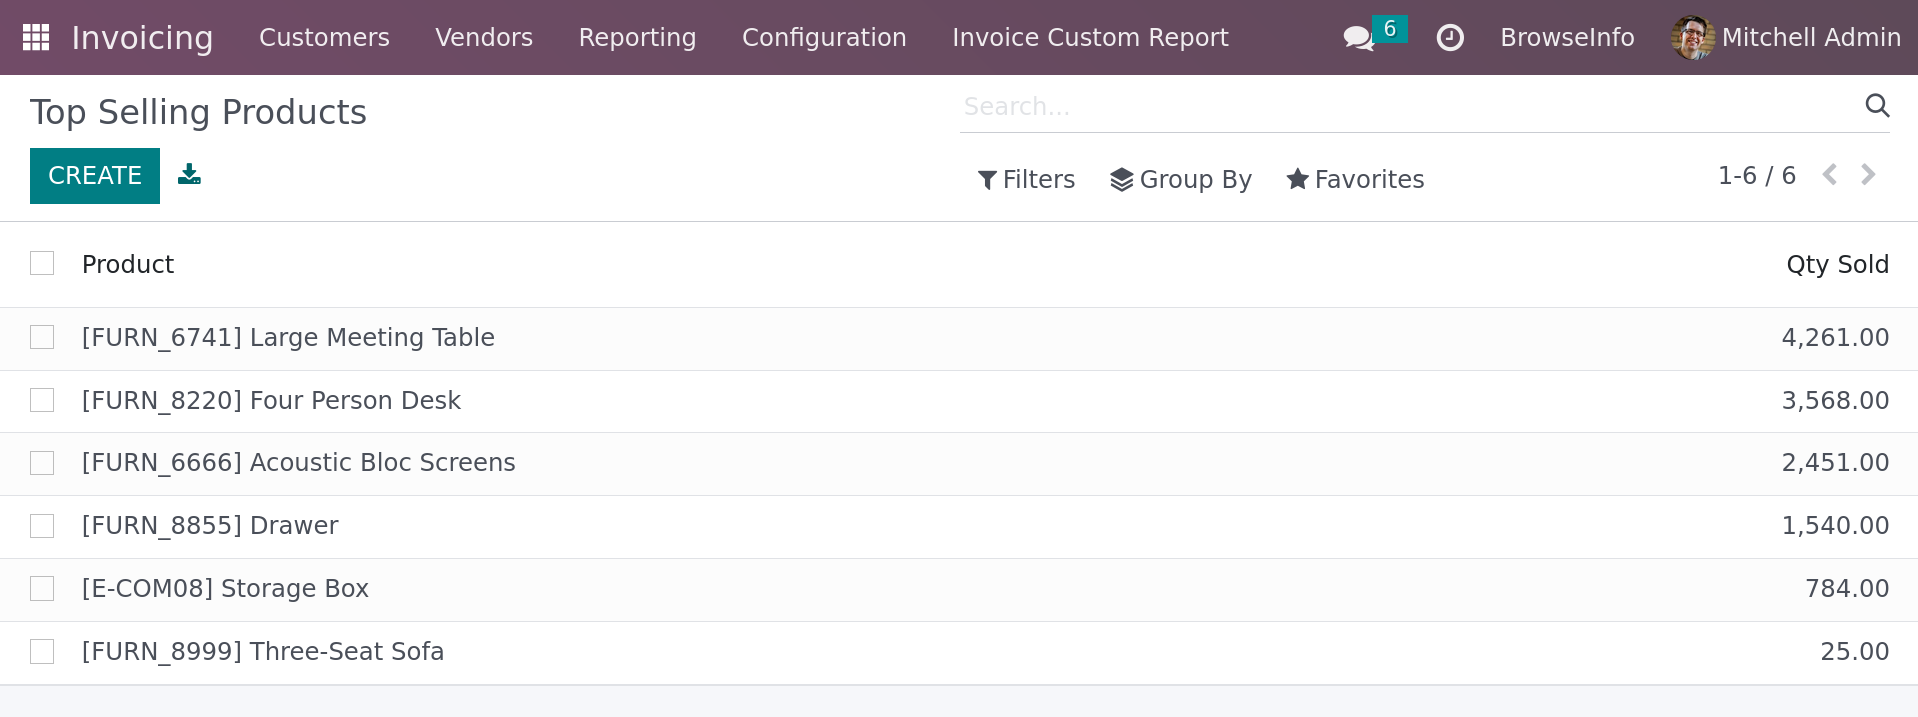 Invoicing Customers Vendors Reporting Configuration Invoice Custom Report 6 BrowseInfo Mitchell Admin
Top Selling Products Search...
CREATE Filters Group By Favorites 1-6 / 6
Product Qty Sold
[FURN_6741] Large Meeting Table 4,261.00
[FURN_8220] Four Person Desk 3,568.00
[FURN_6666] Acoustic Bloc Screens 2,451.00
[FURN_8855] Drawer 1,540.00
[E-COM08] Storage Box 784.00
[FURN_8999] Three-Seat Sofa 25.00